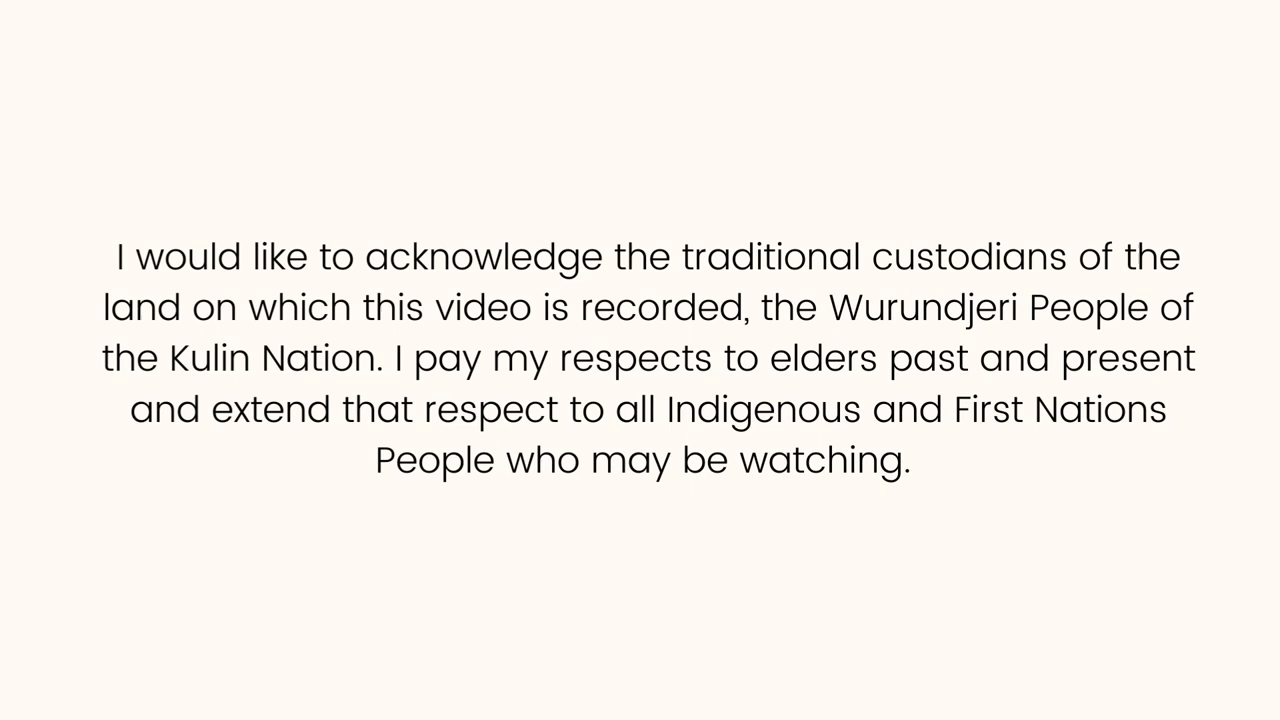 I would like to acknowledge the traditional custodians of the
land on which this video is recorded, the Wurundjeri People of
the Kulin Nation. I pay my respects to elders past and present
and extend that respect to all Indigenous and First Nations
People who may be watching.